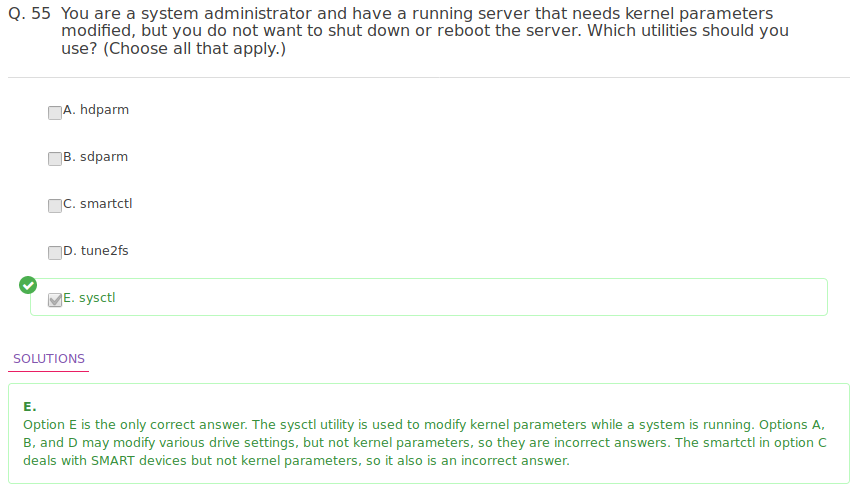 Q. 55 You are a system administrator and have a running server that needs kernel parameters
modified, but you do not want to shut down or reboot the server. Which utilities should you
use? (Choose all that apply.)
A. hdparm
B. sdparm
C. smartctl
D. tune2fs
E. sysctl
SOLUTIONS
E.
Option E is the only correct answer. The sysctl utility is used to modify kernel parameters while a system is running. Options A,
B, and D may modify various drive settings, but not kernel parameters, so they are incorrect answers. The smartctl in option C
deals with SMART devices but not kernel parameters, so it also is an incorrect answer.